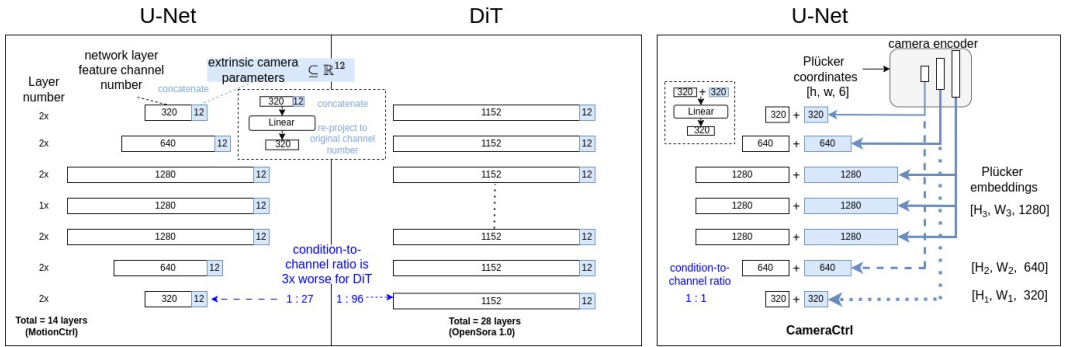 U-Net
DiT
U-Net
network layer
feature channel
number
extrinsic camera
parameters
⊆ ℝ¹²
Layer
number
concatenate
2x
320
12
2x
640
12
2x
1280
12
1x
1280
12
2x
1280
12
2x
640
12
2x
320
12
320
12
concatenate
Linear
re-project to
original channel
number
320
1152
12
1152
12
1152
12
1152
12
1152
12
1152
12
condition-to-
channel ratio is
3x worse for DiT
1 : 27
1 : 96
Total = 14 layers
(MotionCtrl)
Total = 28 layers
(OpenSora 1.0)
camera encoder
Plücker
coordinates
[h, w, 6]
320 + 320
Linear
320
320 + 320
640 + 640
1280 + 1280
1280 + 1280
1280 + 1280
640 + 640
320 + 320
Plücker
embeddings
[H₃, W₃, 1280]
[H₂, W₂, 640]
[H₁, W₁, 320]
condition-to-
channel ratio
1 : 1
CameraCtrl